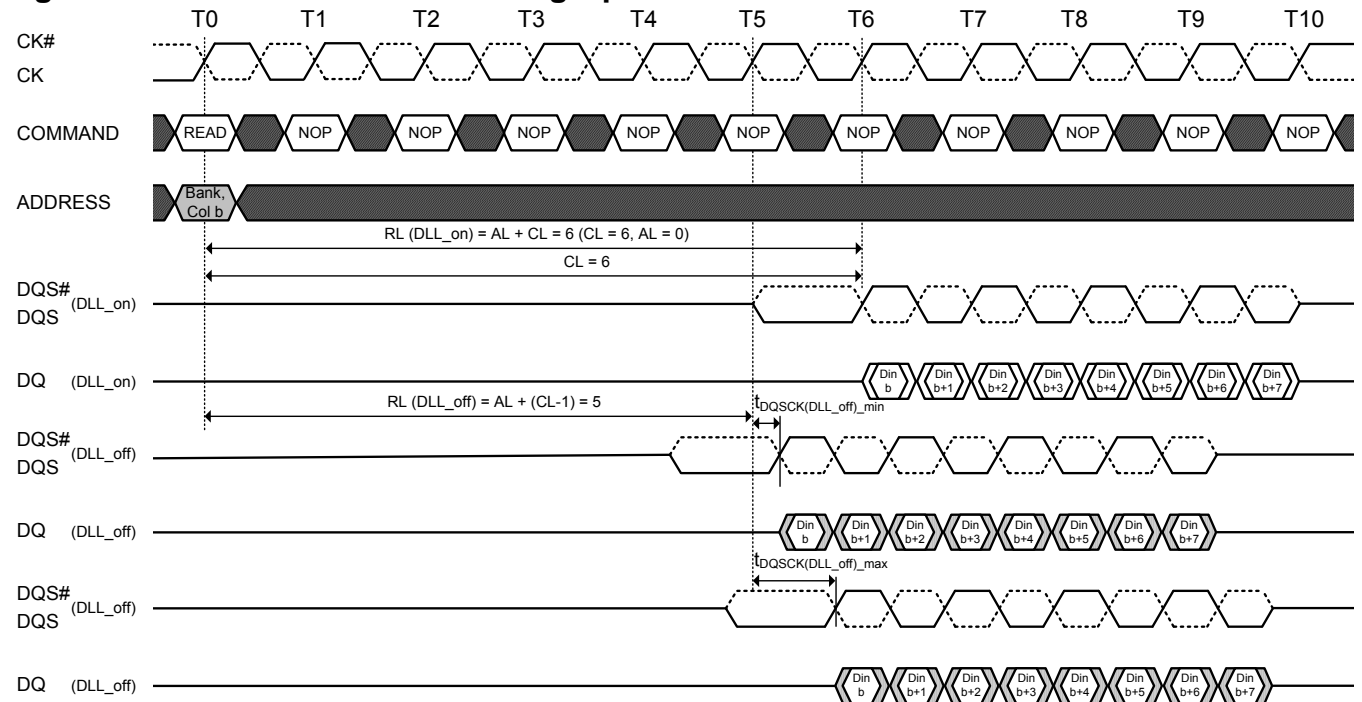 T0 T1 T2 T3 T4 T5 T6 T7 T8 T9 T10
CK#
CK
COMMAND READ NOP NOP NOP NOP NOP NOP NOP NOP NOP NOP
ADDRESS Bank,
Col b
RL (DLL_on) = AL + CL = 6 (CL = 6, AL = 0)
CL = 6
DQS#
(DLL_on)
DQS
DQ (DLL_on) Din b Din b+1 Din b+2 Din b+3 Din b+4 Din b+5 Din b+6 Din b+7
RL (DLL_off) = AL + (CL-1) = 5
tDQSCK(DLL_off)_min
DQS#
(DLL_off)
DQS
DQ (DLL_off) Din b Din b+1 Din b+2 Din b+3 Din b+4 Din b+5 Din b+6 Din b+7
tDQSCK(DLL_off)_max
DQS#
(DLL_off)
DQS
DQ (DLL_off) Din b Din b+1 Din b+2 Din b+3 Din b+4 Din b+5 Din b+6 Din b+7